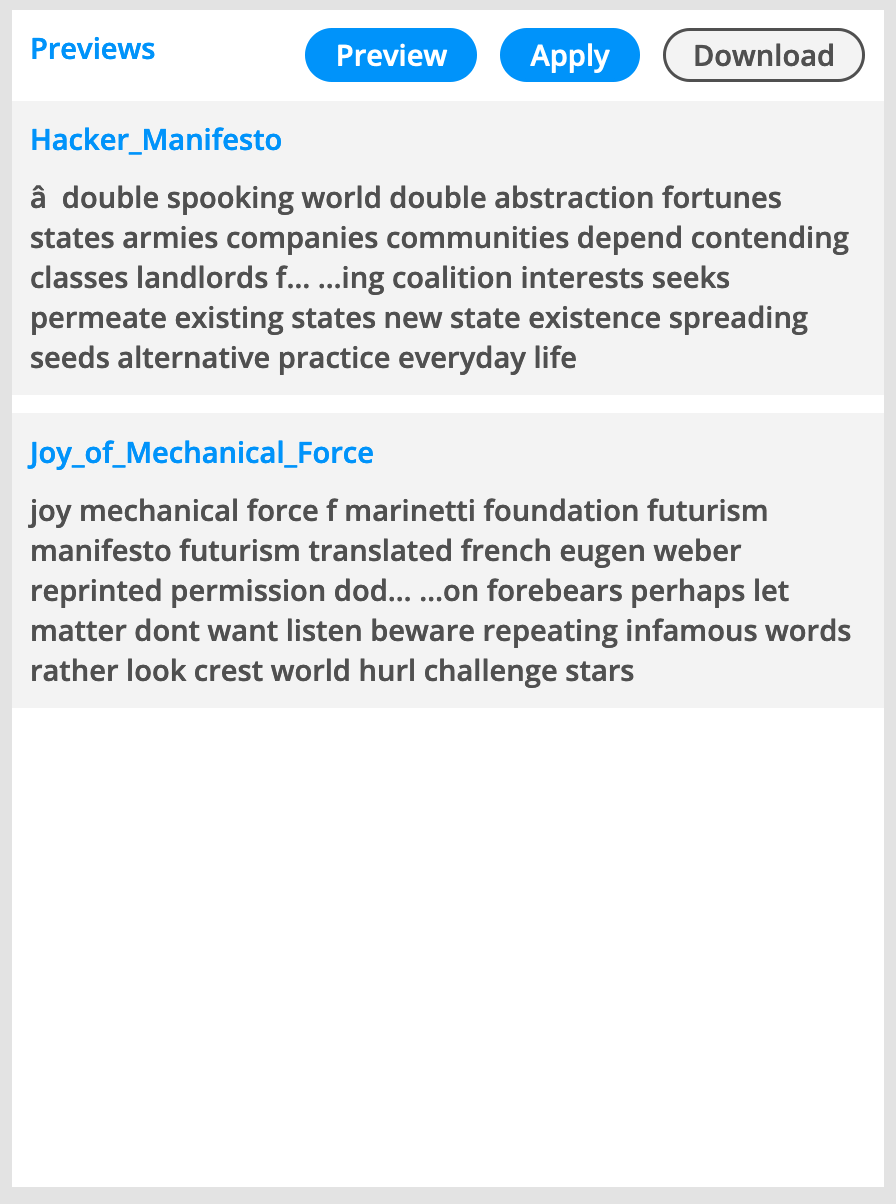 Previews Preview Apply Download
Hacker_Manifesto
â  double spooking world double abstraction fortunes
states armies companies communities depend contending
classes landlords f... ...ing coalition interests seeks
permeate existing states new state existence spreading
seeds alternative practice everyday life
Joy_of_Mechanical_Force
joy mechanical force f marinetti foundation futurism
manifesto futurism translated french eugen weber
reprinted permission dod... ...on forebears perhaps let
matter dont want listen beware repeating infamous words
rather look crest world hurl challenge stars